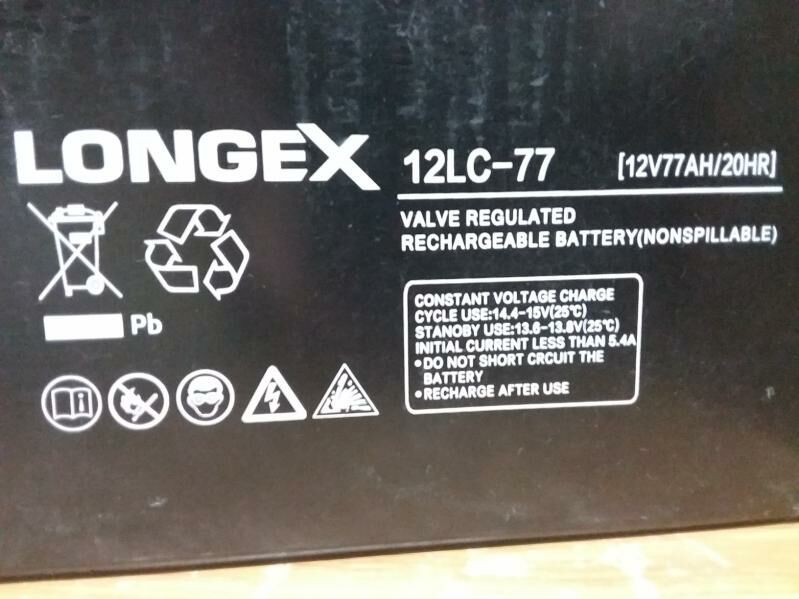 LONGEX
12LC-77 [12V77AH/20HR]
VALVE REGULATED
RECHARGEABLE BATTERY(NONSPILLABLE)
Pb
CONSTANT VOLTAGE CHARGE
CYCLE USE:14.4-15V(25℃)
STANOBY USE:13.6-13.8V(25℃)
INITIAL CURRENT LESS THAN 5.4A
•DO NOT SHORT CRCUIT THE
BATTERY
•RECHARGE AFTER USE